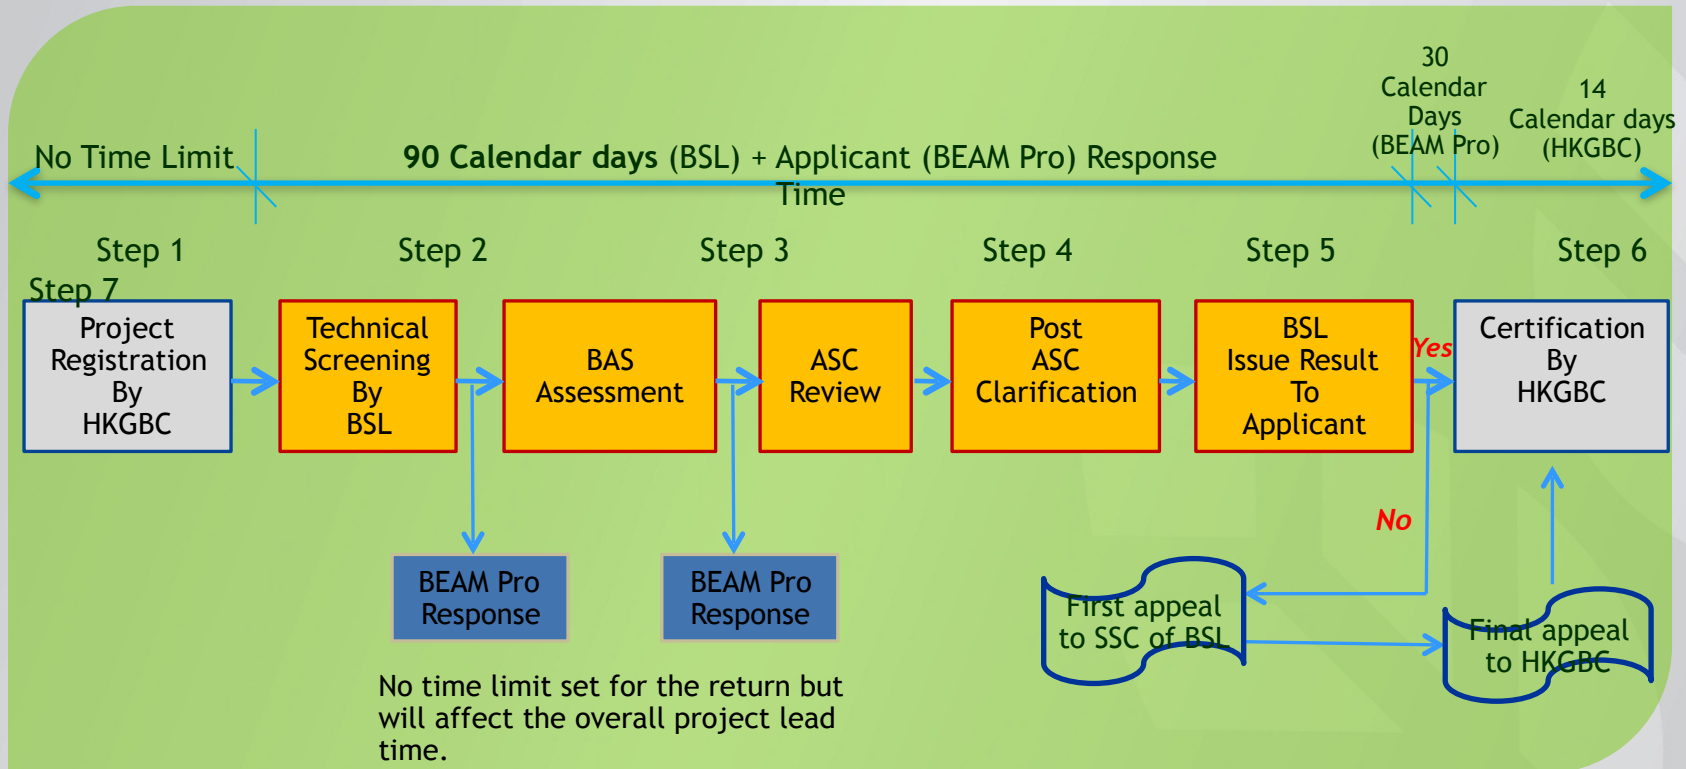 30
Calendar
Days
(BEAM Pro)
14
Calendar days
(HKGBC)
No Time Limit
90 Calendar days (BSL) + Applicant (BEAM Pro) Response
Time
Step 1
Step 2
Step 3
Step 4
Step 5
Step 6
Step 7
Project
Registration
By
HKGBC
Technical
Screening
By
BSL
BAS
Assessment
ASC
Review
Post
ASC
Clarification
BSL
Issue Result
To
Applicant
Yes
Certification
By
HKGBC
No
BEAM Pro
Response
BEAM Pro
Response
First appeal
to SSC of BSL
Final appeal
to HKGBC
No time limit set for the return but
will affect the overall project lead
time.